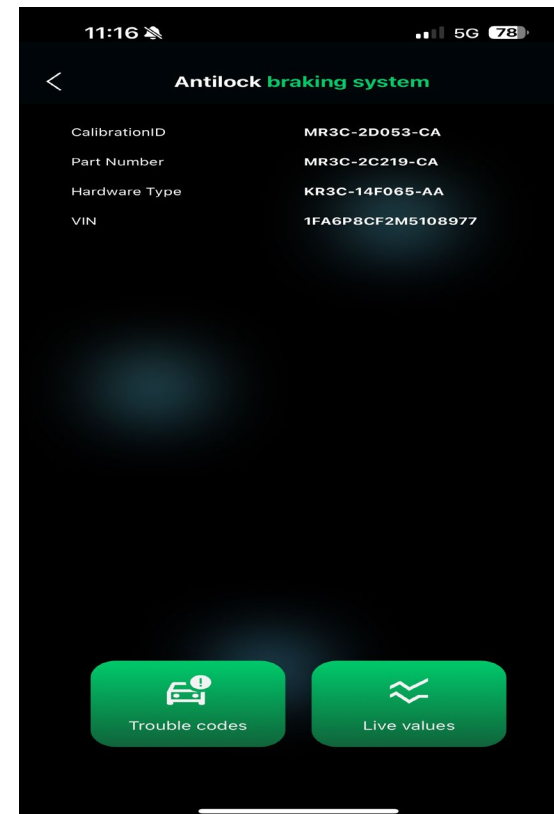 11:16
5G 78
Antilock braking system
CalibrationID MR3C-2D053-CA
Part Number MR3C-2C219-CA
Hardware Type KR3C-14F065-AA
VIN 1FA6P8CF2M5108977
Trouble codes Live values